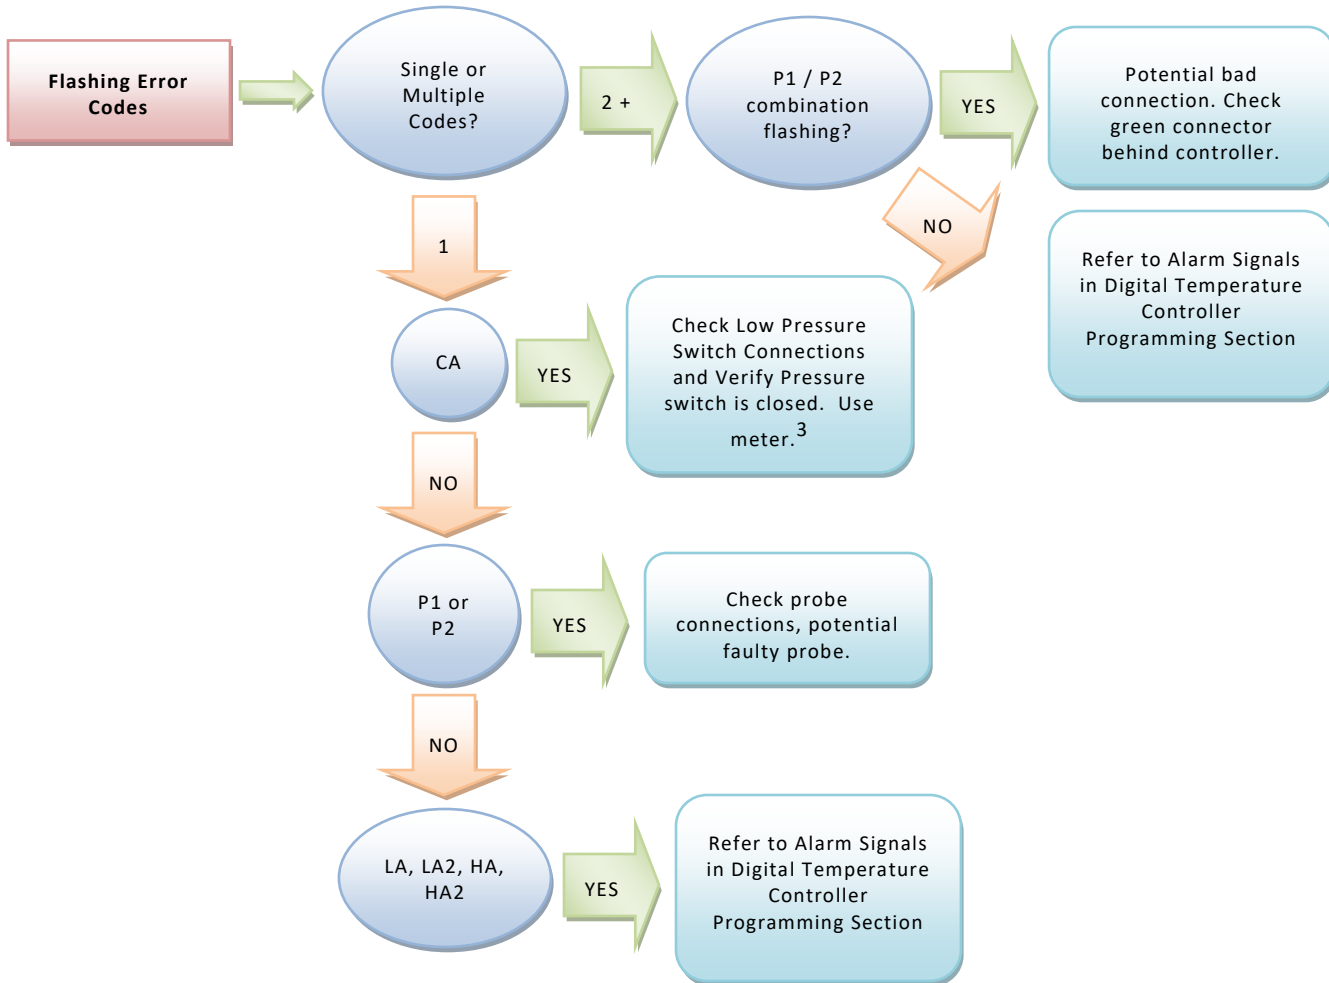 Flashing Error
Codes
Single or
Multiple
Codes?
2 +
P1 / P2
combination
flashing?
YES
Potential bad
connection. Check
green connector
behind controller.
NO
Refer to Alarm Signals
in Digital Temperature
Controller
Programming Section
1
CA
YES
Check Low Pressure
Switch Connections
and Verify Pressure
switch is closed.  Use
meter.3
NO
P1 or
P2
YES
Check probe
connections, potential
faulty probe.
NO
LA, LA2, HA,
HA2
YES
Refer to Alarm Signals
in Digital Temperature
Controller
Programming Section